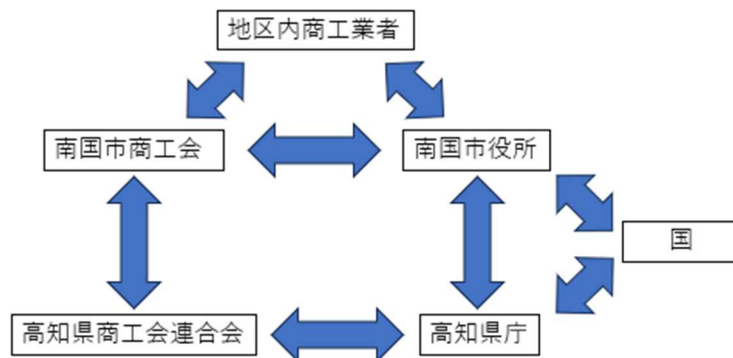 地区内商工業者
南国市商工会
南国市役所
国
高知県商工会連合会
高知県庁